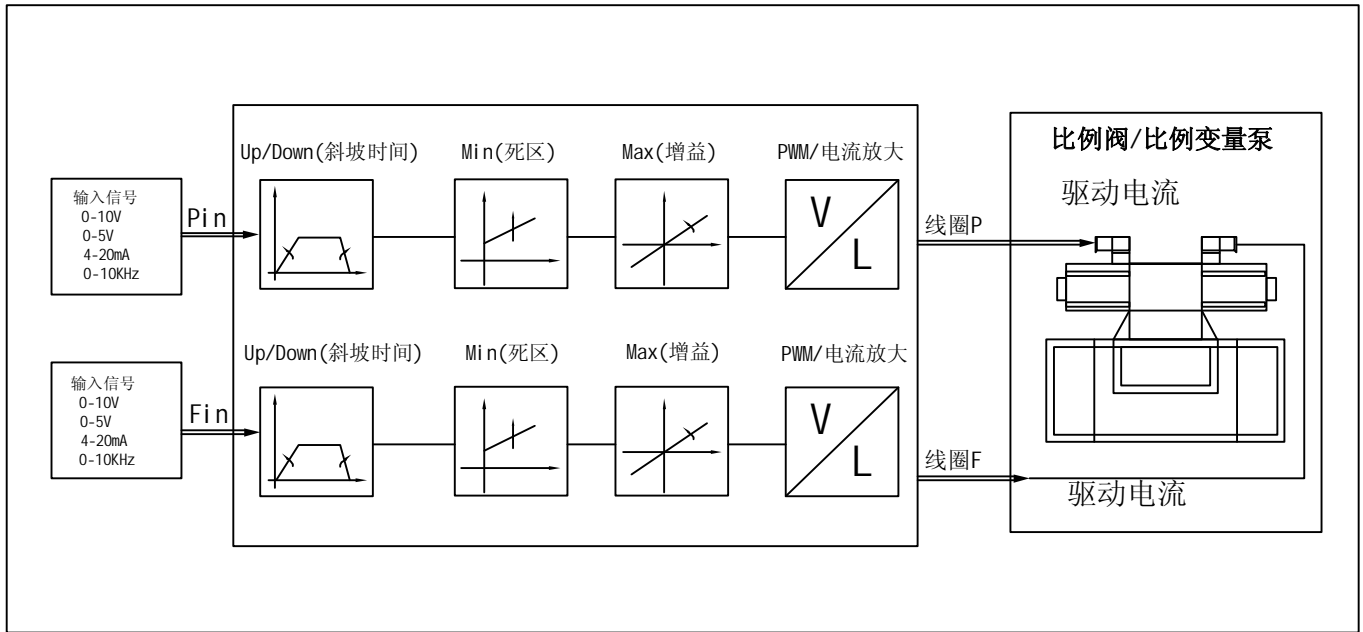 Up/Down(斜坡时间)
Min(死区)
Max(增益)
PWM/电流放大
比例阀/比例变量泵
驱动电流
输入信号
0-10V
0-5V
4-20mA
0-10KHz
Pin
V
L
线圈P
Up/Down(斜坡时间)
Min(死区)
Max(增益)
PWM/电流放大
输入信号
0-10V
0-5V
4-20mA
0-10KHz
Fin
V
L
线圈F
驱动电流